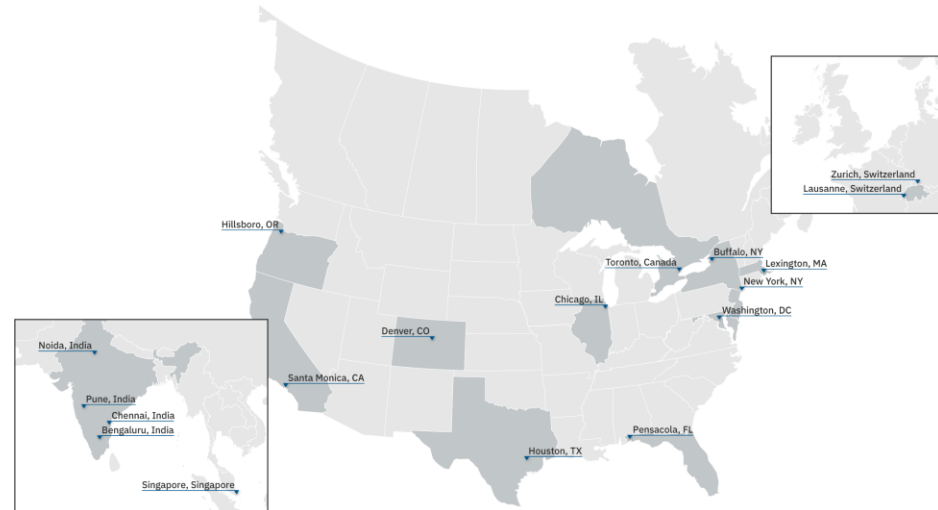 Zurich, Switzerland
Lausanne, Switzerland
Hillsboro, OR
Buffalo, NY
Toronto, Canada
Lexington, MA
New York, NY
Chicago, IL
Washington, DC
Denver, CO
Noida, India
Santa Monica, CA
Pune, India
Chennai, India
Bengaluru, India
Pensacola, FL
Houston, TX
Singapore, Singapore